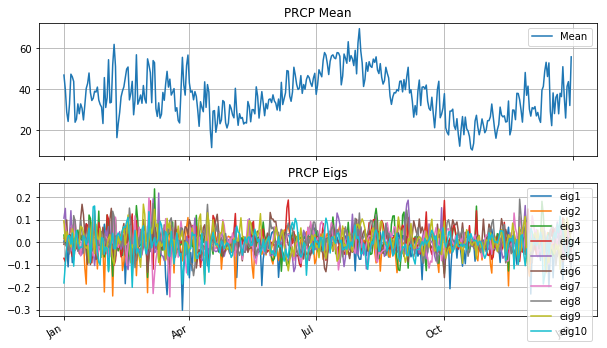 PRCP Mean
Mean
60
40
20
PRCP Eigs
eig1
eig2
eig3
eig4
eig5
eig6
eig7
eig8
eig9
eig10
0.2
0.1
0.0
−0.1
−0.2
−0.3
Jan
Apr
Jul
Oct